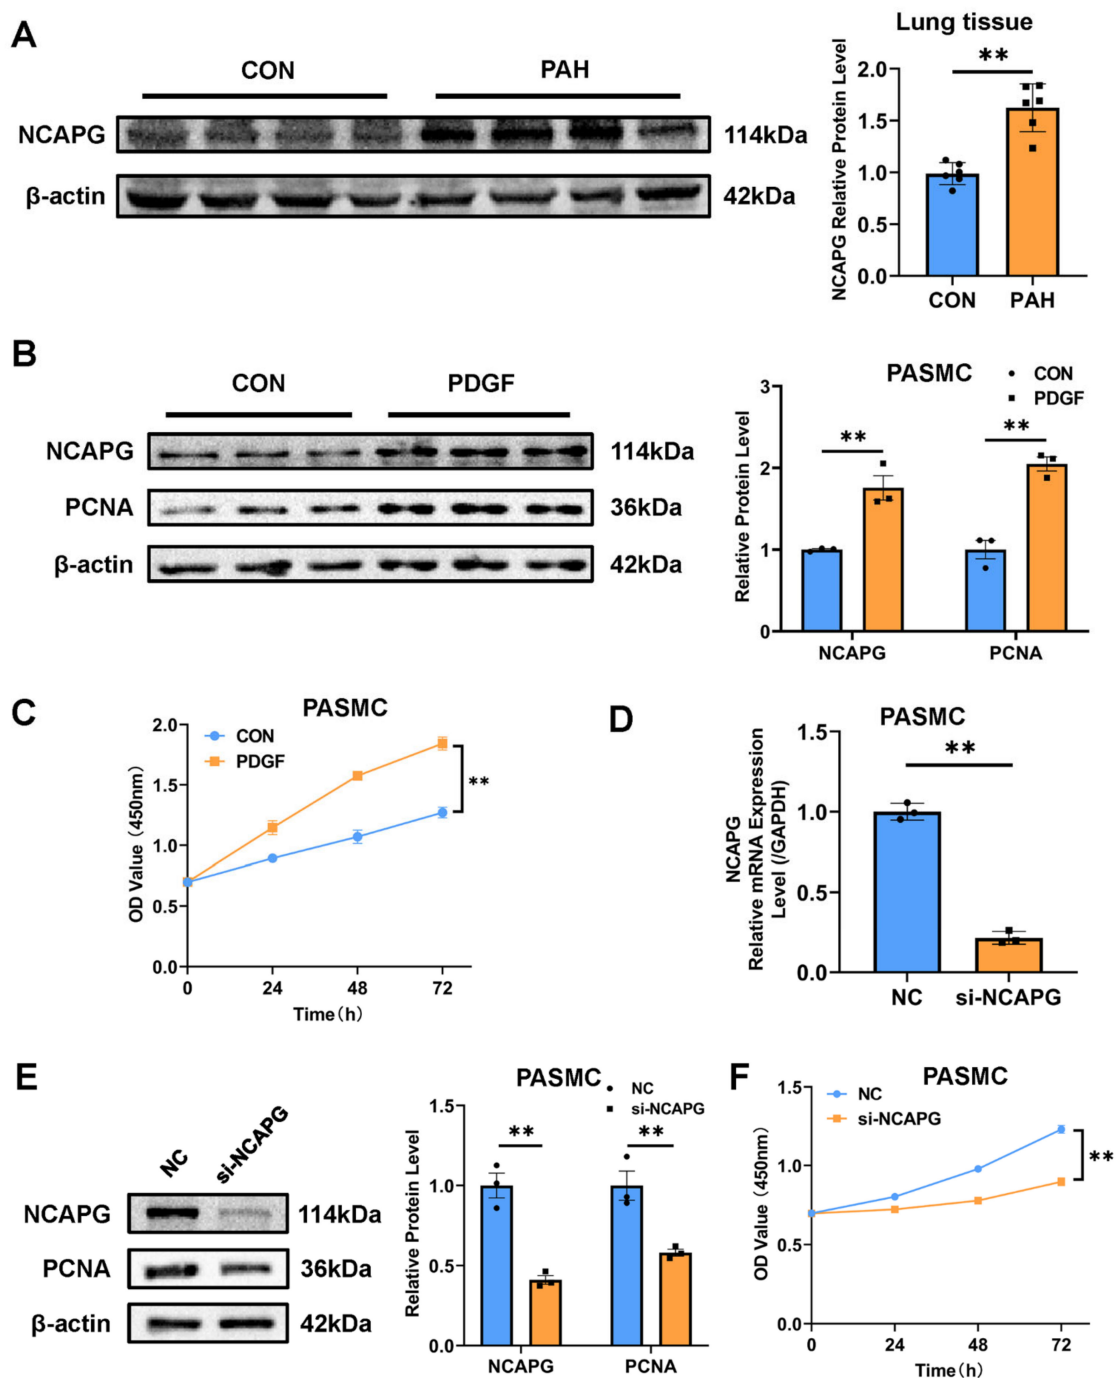 A
CON
PAH
NCAPG
114kDa
β-actin
42kDa
Lung tissue
**
NCAPG Relative Protein Level
2.0
1.5
1.0
0.5
0.0
CON
PAH
B
CON
PDGF
NCAPG
114kDa
PCNA
36kDa
β-actin
42kDa
PASMC
CON
PDGF
**
**
Relative Protein Level
3
2
1
0
NCAPG
PCNA
C
PASMC
CON
PDGF
**
OD Value (450nm)
2.0
1.5
1.0
0.5
0.0
0
24
48
72
Time(h)
D
PASMC
**
NCAPG
Relative mRNA Expression
Level (/GAPDH)
1.5
1.0
0.5
0.0
NC
si-NCAPG
E
NC
si-NCAPG
NCAPG
114kDa
PCNA
36kDa
β-actin
42kDa
PASMC
NC
si-NCAPG
**
**
Relative Protein Level
1.5
1.0
0.5
0.0
NCAPG
PCNA
F
PASMC
NC
si-NCAPG
**
OD Value (450nm)
1.5
1.0
0.5
0.0
0
24
48
72
Time(h)